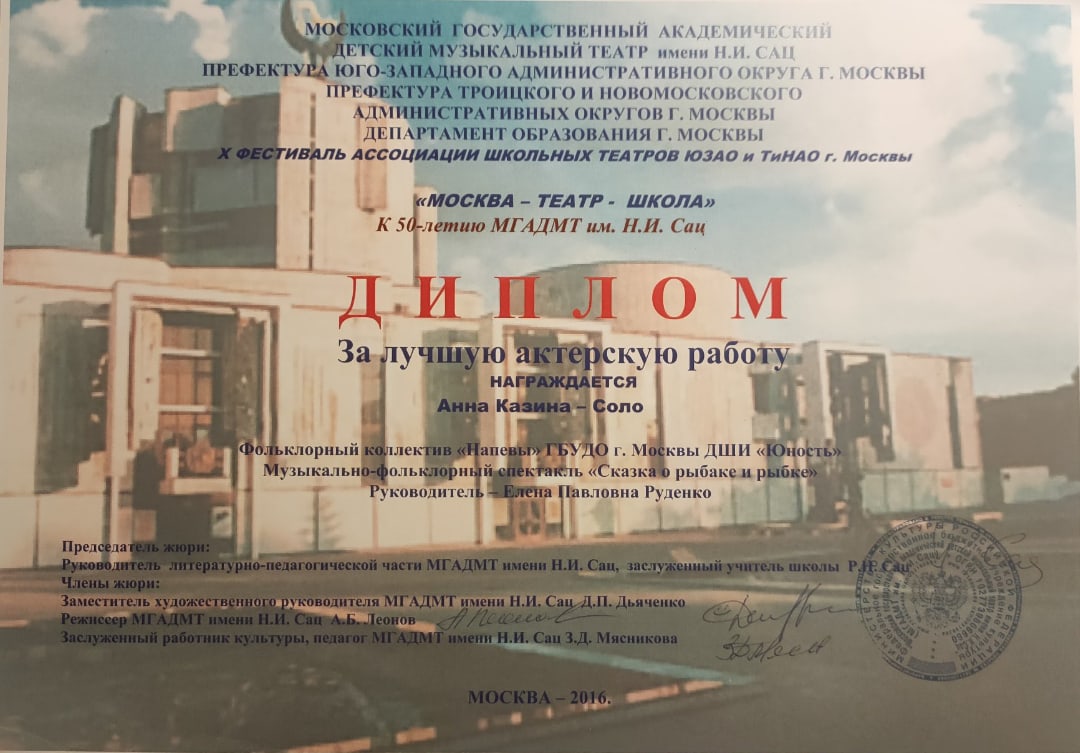 МОСКОВСКИЙ ГОСУДАРСТВЕННЫЙ АКАДЕМИЧЕСКИЙ
ДЕТСКИЙ МУЗЫКАЛЬНЫЙ ТЕАТР имени Н.И. САЦ
ПРЕФЕКТУРА ЮГО-ЗАПАДНОГО АДМИНИСТРАТИВНОГО ОКРУГА Г. МОСКВЫ
ПРЕФЕКТУРА ТРОИЦКОГО И НОВОМОСКОВСКОГО
АДМИНИСТРАТИВНЫХ ОКРУГОВ Г. МОСКВЫ
ДЕПАРТАМЕНТ ОБРАЗОВАНИЯ Г. МОСКВЫ
X ФЕСТИВАЛЬ АССОЦИАЦИИ ШКОЛЬНЫХ ТЕАТРОВ ЮЗАО и ТиНАО г. Москвы
«МОСКВА – ТЕАТР - ШКОЛА»
К 50-летию МГАДМТ им. Н.И. Сац
ДИПЛОМ
За лучшую актерскую работу
НАГРАЖДАЕТСЯ
Анна Казина – Соло
Фольклорный коллектив «Напевы» ГБУДО г. Москвы ДШИ «Юность»
Музыкально-фольклорный спектакль «Сказка о рыбаке и рыбке»
Руководитель – Елена Павловна Руденко
Председатель жюри:
Руководитель литературно-педагогической части МГАДМТ имени Н.И. Сац, заслуженный учитель школы Р.И. Сац
Члены жюри:
Заместитель художественного руководителя МГАДМТ имени Н.И. Сац Д.П. Дьяченко
Режиссер МГАДМТ имени Н.И. Сац А.Б. Леонов
Заслуженный работник культуры, педагог МГАДМТ имени Н.И. Сац З.Д. Мясникова
МОСКВА – 2016.